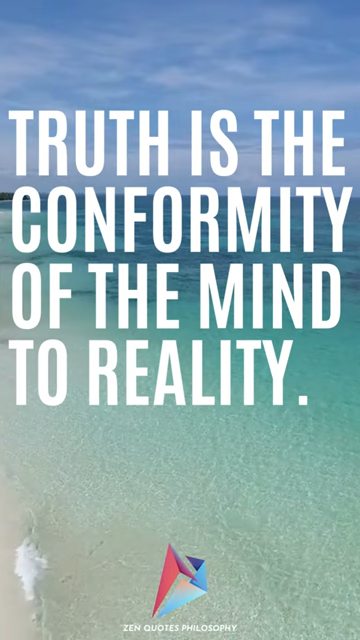 TRUTH IS THE
CONFORMITY
OF THE MIND
TO REALITY.
ZEN QUOTES PHILOSOPHY